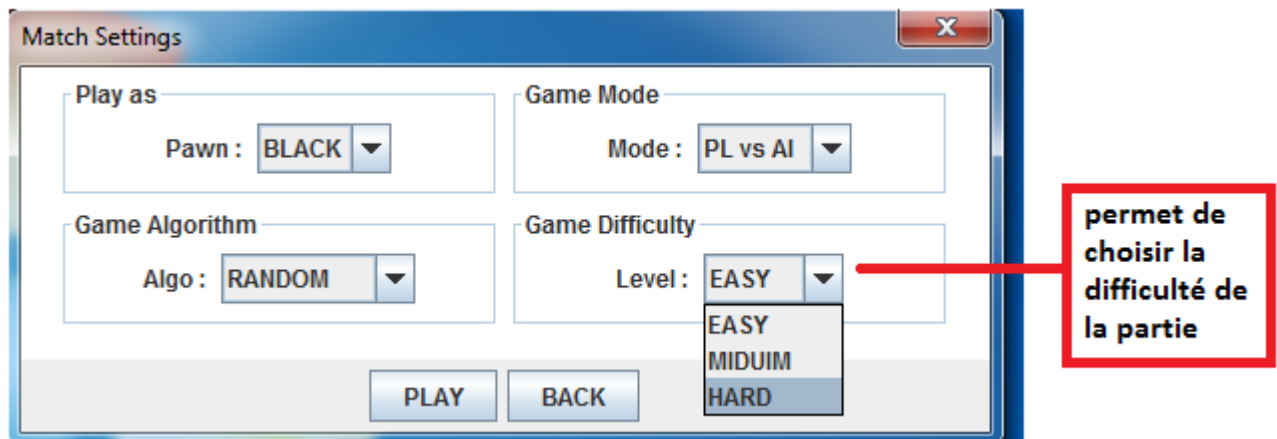 Match Settings
x
Play as
Pawn : BLACK
Game Mode
Mode : PL vs AI
Game Algorithm
Algo : RANDOM
Game Difficulty
Level : EASY
EASY
MIDUIM
HARD
PLAY
BACK
permet de
choisir la
difficulté de
la partie